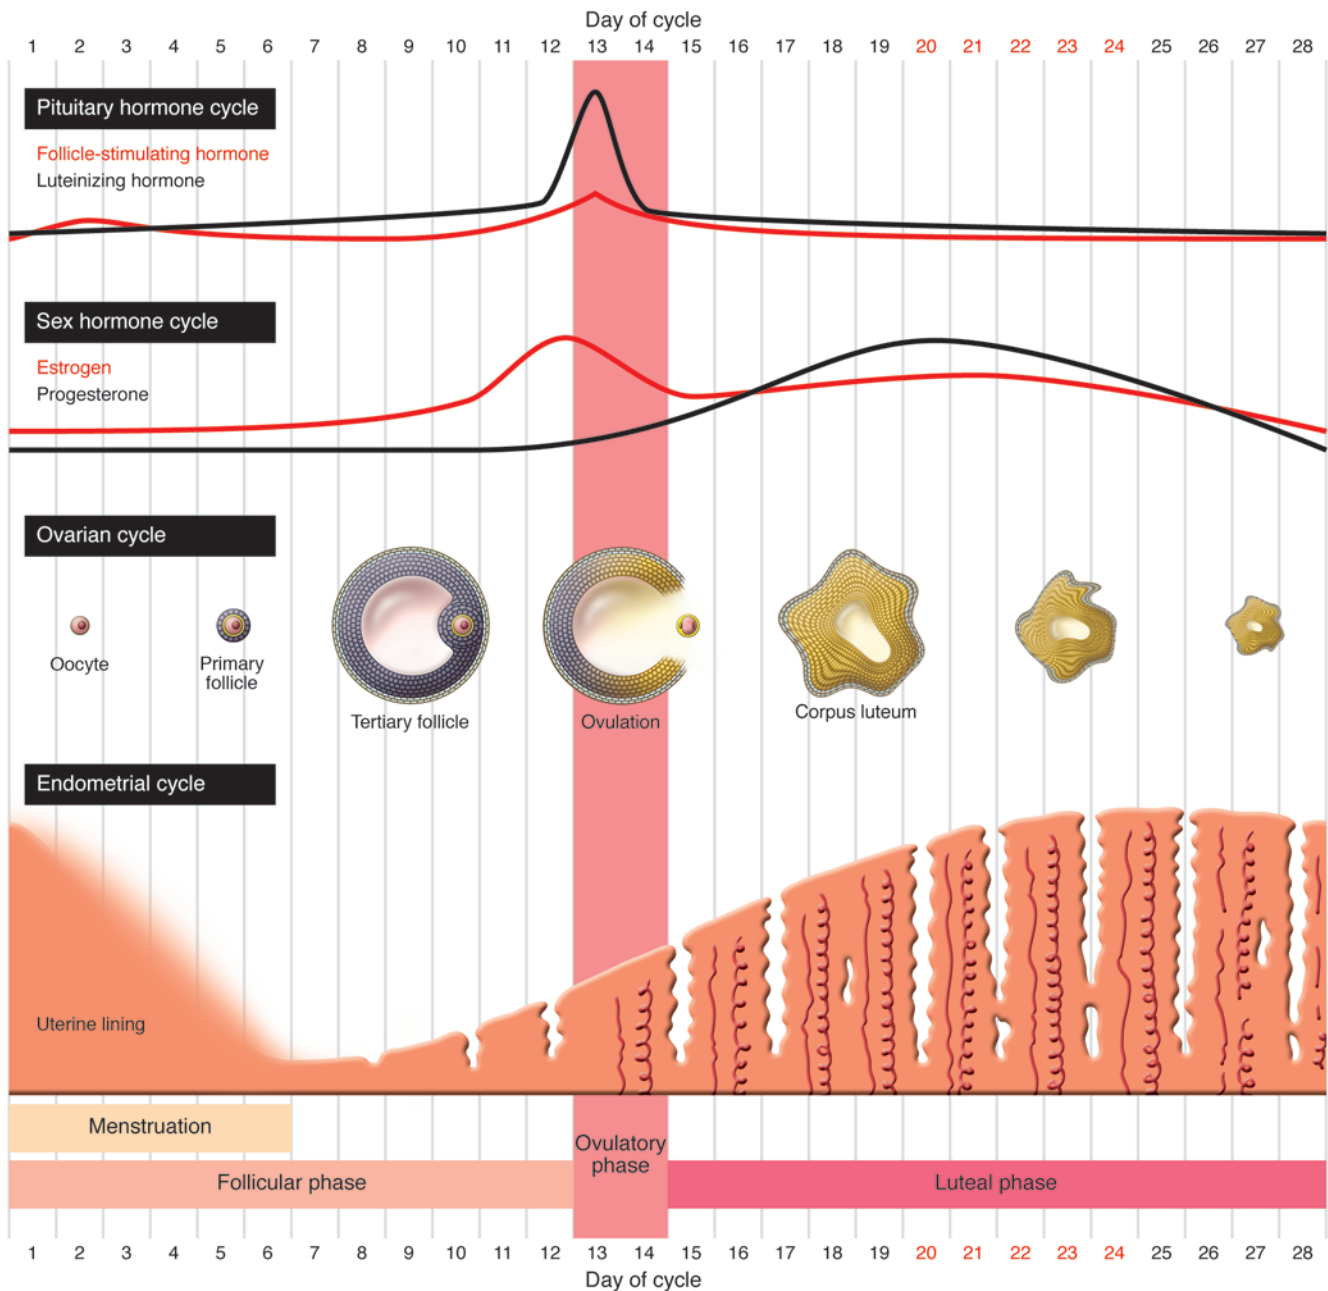 Day of cycle
1 2 3 4 5 6 7 8 9 10 11 12 13 14 15 16 17 18 19 20 21 22 23 24 25 26 27 28
Pituitary hormone cycle
Follicle-stimulating hormone
Luteinizing hormone
Sex hormone cycle
Estrogen
Progesterone
Ovarian cycle
Oocyte
Primary
follicle
Tertiary follicle
Ovulation
Corpus luteum
Endometrial cycle
Uterine lining
Menstruation
Follicular phase
Ovulatory
phase
Luteal phase
1 2 3 4 5 6 7 8 9 10 11 12 13 14 15 16 17 18 19 20 21 22 23 24 25 26 27 28
Day of cycle